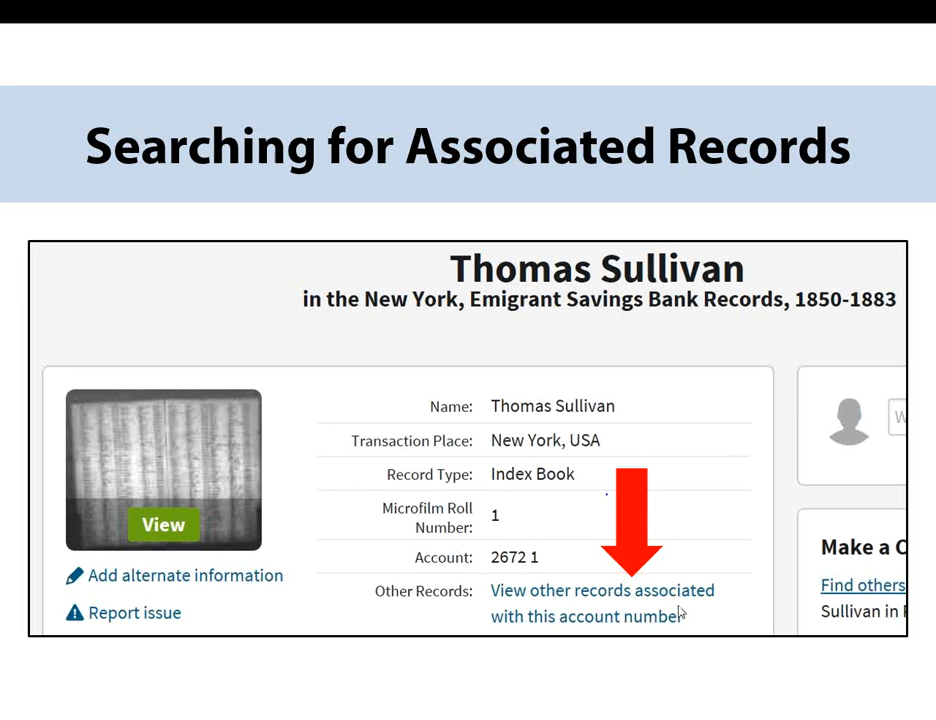 Searching for Associated Records
Thomas Sullivan
in the New York, Emigrant Savings Bank Records, 1850-1883
View
Add alternate information
Report issue
Name: Thomas Sullivan
Transaction Place: New York, USA
Record Type: Index Book
Microfilm Roll
Number: 1
Account: 2672 1
Other Records: View other records associated
with this account number
W
Make a C
Find others
Sullivan in